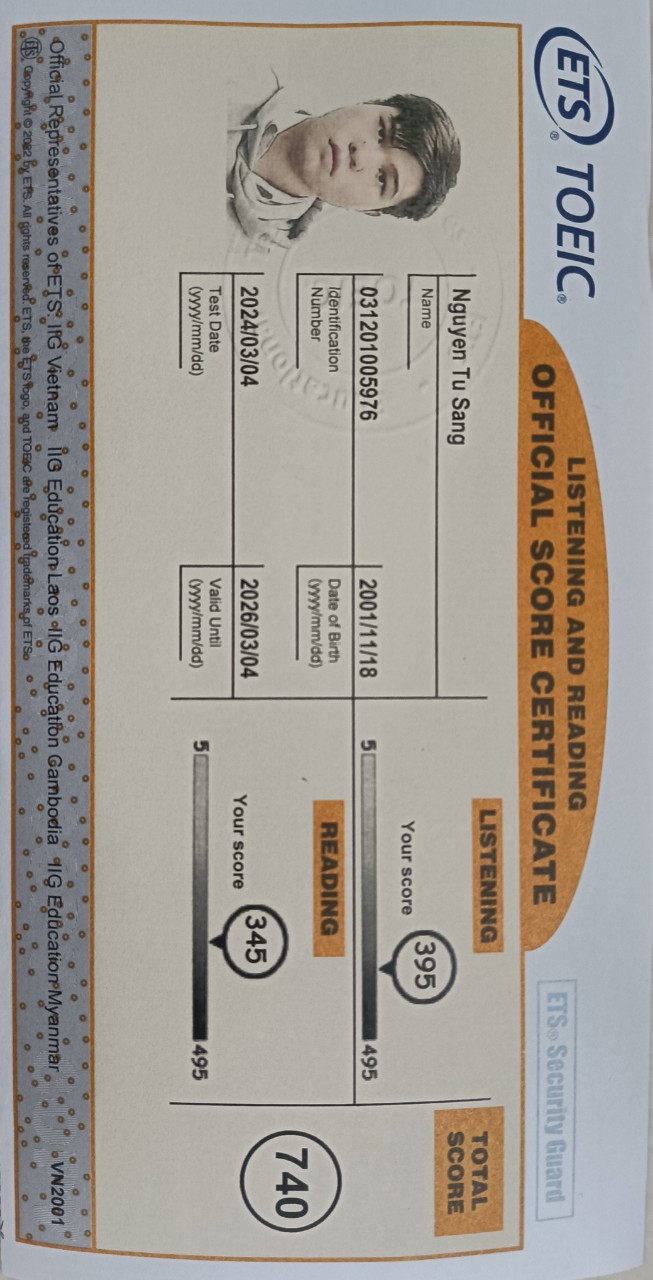 ETS® TOEIC®
LISTENING AND READING
OFFICIAL SCORE CERTIFICATE
ETS® Security Guard
Nguyen Tu Sang
Name
031201005976
2001/11/18
Identification
Number
Date of Birth
(yyyy/mm/dd)
2024/03/04
2026/03/04
Test Date
(yyyy/mm/dd)
Valid Until
(yyyy/mm/dd)
LISTENING
Your score
395
5
495
READING
Your score
345
5
495
TOTAL
SCORE
740
Official Representatives of ETS: IIG Vietnam IIG Education Laos IIG Education Cambodia IIG Education Myanmar
VN2001
ETS Copyright © 2022 by ETS. All rights reserved. ETS, the ETS logo, and TOEIC are registered trademarks of ETS.